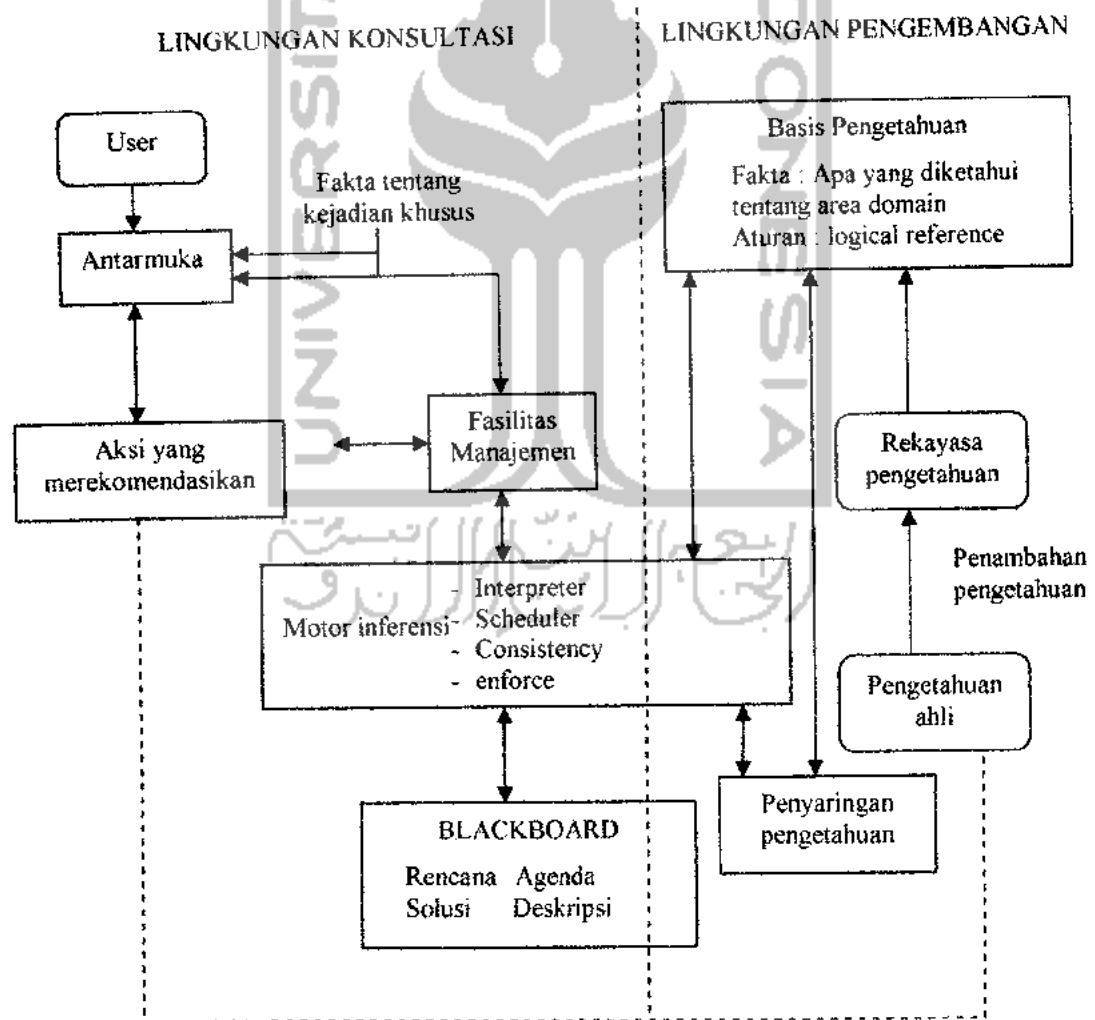 LINGKUNGAN KONSULTASI
LINGKUNGAN PENGEMBANGAN
User
Fakta tentang
kejadian khusus
Antarmuka
Basis Pengetahuan
Fakta : Apa yang diketahui
tentang area domain
Aturan : logical reference
Aksi yang
merekomendasikan
Fasilitas
Manajemen
Rekayasa
pengetahuan
Penambahan
pengetahuan
Pengetahuan
ahli
Motor inferensi
- Interpreter
- Scheduler
- Consistency
- enforce
Penyaringan
pengetahuan
BLACKBOARD
Rencana Agenda
Solusi Deskripsi
UNIVERSIT
ONESIA